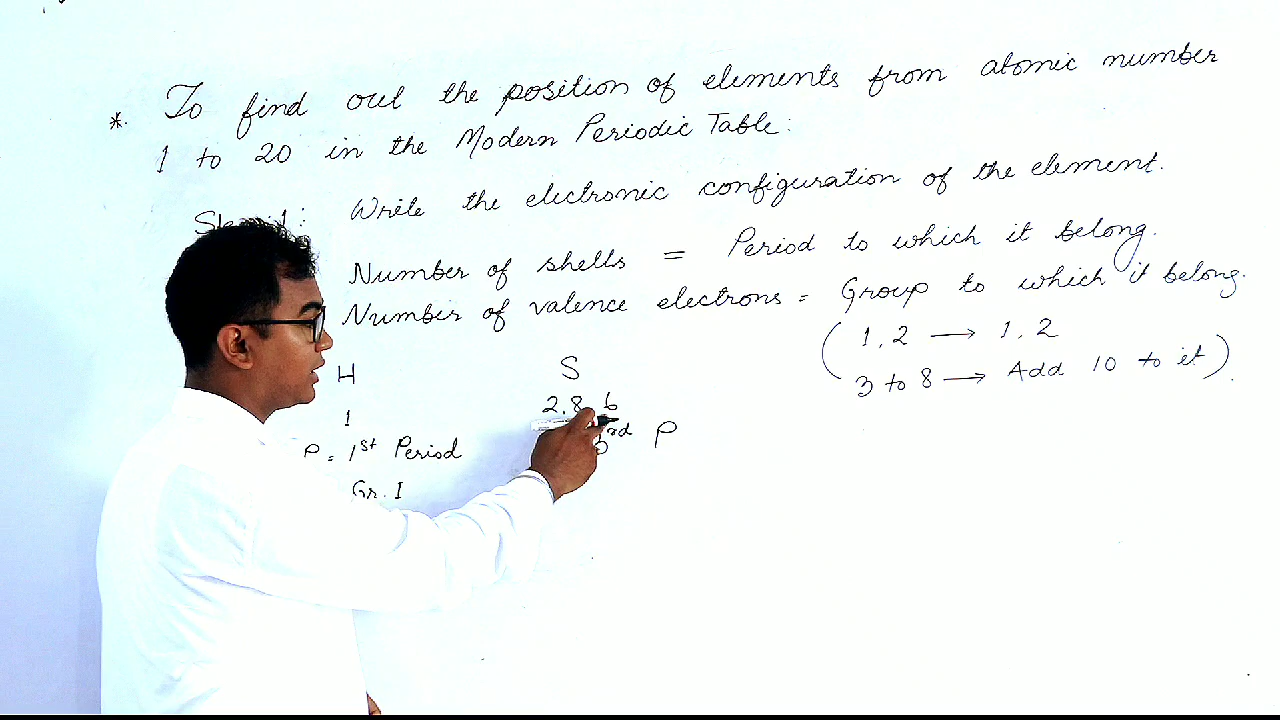 *. To find out the position of elements from atomic number
1 to 20 in the Modern Periodic Table:
Write the electronic configuration of the element.
Number of shells = Period to which it belong.
Number of valence electrons = Group to which it belong.
(1, 2 → 1, 2
3 to 8 → Add 10 to it).
H S
1 2,8,6
P = 1st Period rd P
Gr. I